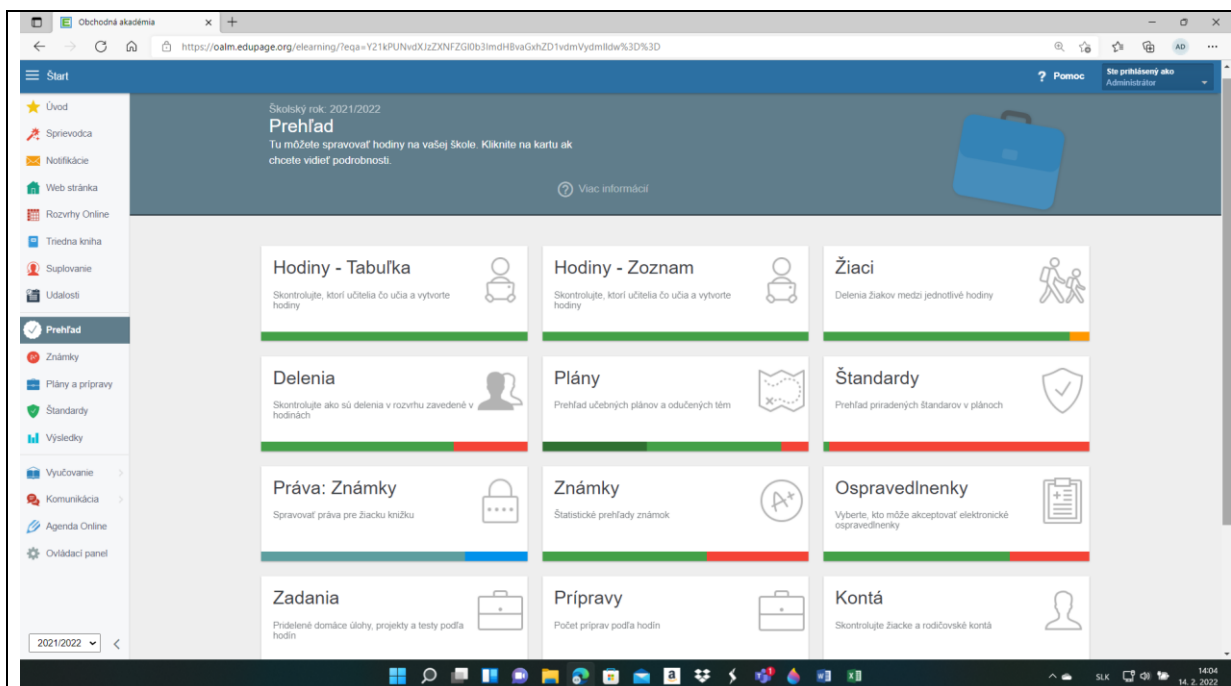 Obchodná akadémia
https://oalm.edupage.org/elearning/?eqa=Y21kPUNvdXJzZXNFZGl0b3ImdHBvaGxhZD1vdmVydmlldw%3D%3D
AD
Štart
Pomoc
Ste prihlásený ako
Administrátor
Úvod
Sprievodca
Notifikácie
Web stránka
Rozvrhy Online
Triedna kniha
Suplovanie
Udalosti
Prehľad
Známky
Plány a prípravy
Štandardy
Výsledky
Vyučovanie
Komunikácia
Agenda Online
Ovládací panel
2021/2022
Školský rok: 2021/2022
Prehľad
Tu môžete spravovať hodiny na vašej škole. Kliknite na kartu ak
chcete vidieť podrobnosti.
Viac informácií
Hodiny - Tabuľka
Skontrolujte, ktorí učitelia čo učia a vytvorte
hodiny
Hodiny - Zoznam
Skontrolujte, ktorí učitelia čo učia a vytvorte
hodiny
Žiaci
Delenia žiakov medzi jednotlivé hodiny
Delenia
Skontrolujte ako sú delenia v rozvrhu zavedené v
hodinách
Plány
Prehľad učebných plánov a odučených tém
Štandardy
Prehľad priradených štandarov v plánoch
Práva: Známky
Spravovať práva pre žiacku knižku
Známky
Štatistické prehľady známok
A+
Ospravedlnenky
Vyberte, kto môže akceptovať elektronické
ospravedlnenky
Zadania
Pridelené domáce úlohy, projekty a testy podľa
hodín
Prípravy
Počet príprav podľa hodín
Kontá
Skontrolujte žiacke a rodičovské kontá
SLK
14:04
14. 2. 2022